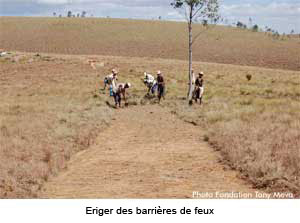 Photo Fondation Tany Meva
Eriger des barrières de feux